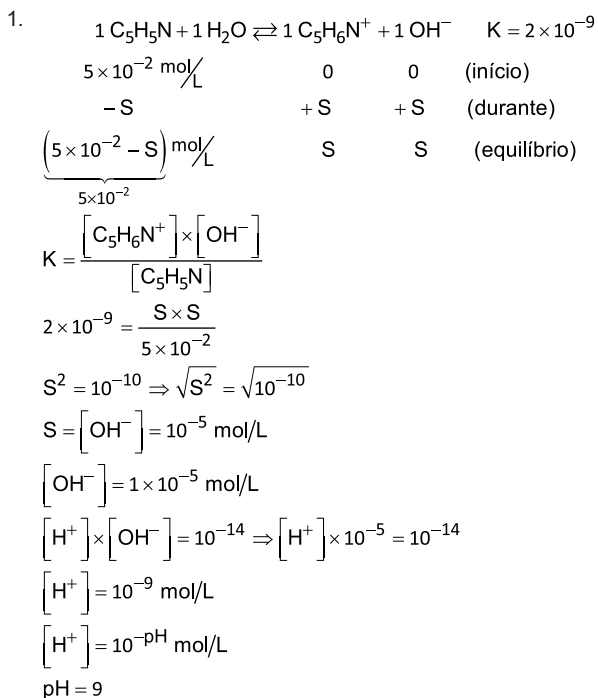 1. 1 C₅H₅N + 1 H₂O ⇄ 1 C₅H₆N⁺ + 1 OH⁻ K = 2 × 10⁻⁹
5 × 10⁻² mol/L 0 0 (início)
− S + S + S (durante)
(5 × 10⁻² − S) mol/L S S (equilíbrio)
5×10⁻²
K = [C₅H₆N⁺] × [OH⁻] / [C₅H₅N]
2 × 10⁻⁹ = S × S / 5 × 10⁻²
S² = 10⁻¹⁰ ⇒ √S² = √10⁻¹⁰
S = [OH⁻] = 10⁻⁵ mol/L
[OH⁻] = 1 × 10⁻⁵ mol/L
[H⁺] × [OH⁻] = 10⁻¹⁴ ⇒ [H⁺] × 10⁻⁵ = 10⁻¹⁴
[H⁺] = 10⁻⁹ mol/L
[H⁺] = 10⁻ᵖᴴ mol/L
pH = 9